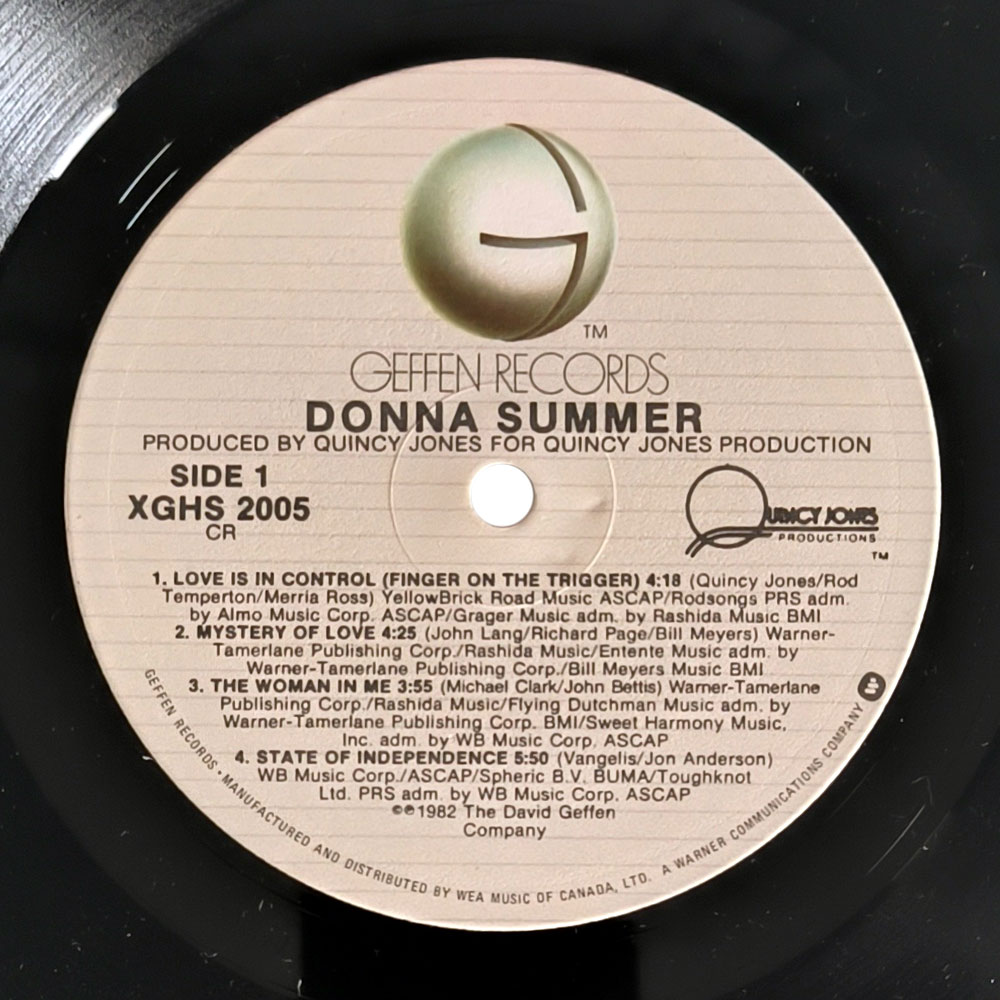 TM
GEFFEN RECORDS
DONNA SUMMER
PRODUCED BY QUINCY JONES FOR QUINCY JONES PRODUCTION
SIDE 1
XGHS 2005
CR
QUINCY JONES
PRODUCTIONS
TM
1. LOVE IS IN CONTROL (FINGER ON THE TRIGGER) 4:18 (Quincy Jones/Rod
Temperton/Merria Ross) YellowBrick Road Music ASCAP/Rodsongs PRS adm.
by Almo Music Corp. ASCAP/Grager Music adm. by Rashida Music BMI
2. MYSTERY OF LOVE 4:25 (John Lang/Richard Page/Bill Meyers) Warner-
Tamerlane Publishing Corp./Rashida Music/Entente Music adm. by
Warner-Tamerlane Publishing Corp./Bill Meyers Music BMI
3. THE WOMAN IN ME 3:55 (Michael Clark/John Bettis) Warner-Tamerlane
Publishing Corp./Rashida Music/Flying Dutchman Music adm. by
Warner-Tamerlane Publishing Corp. BMI/Sweet Harmony Music,
Inc. adm. by WB Music Corp. ASCAP
4. STATE OF INDEPENDENCE 5:50 (Vangelis/Jon Anderson)
WB Music Corp./ASCAP/Spheric B.V. BUMA/Toughknot
Ltd. PRS adm. by WB Music Corp. ASCAP
©℗1982 The David Geffen
Company
GEFFEN RECORDS · MANUFACTURED AND DISTRIBUTED BY WEA MUSIC OF CANADA, LTD. A WARNER COMMUNICATIONS COMPANY